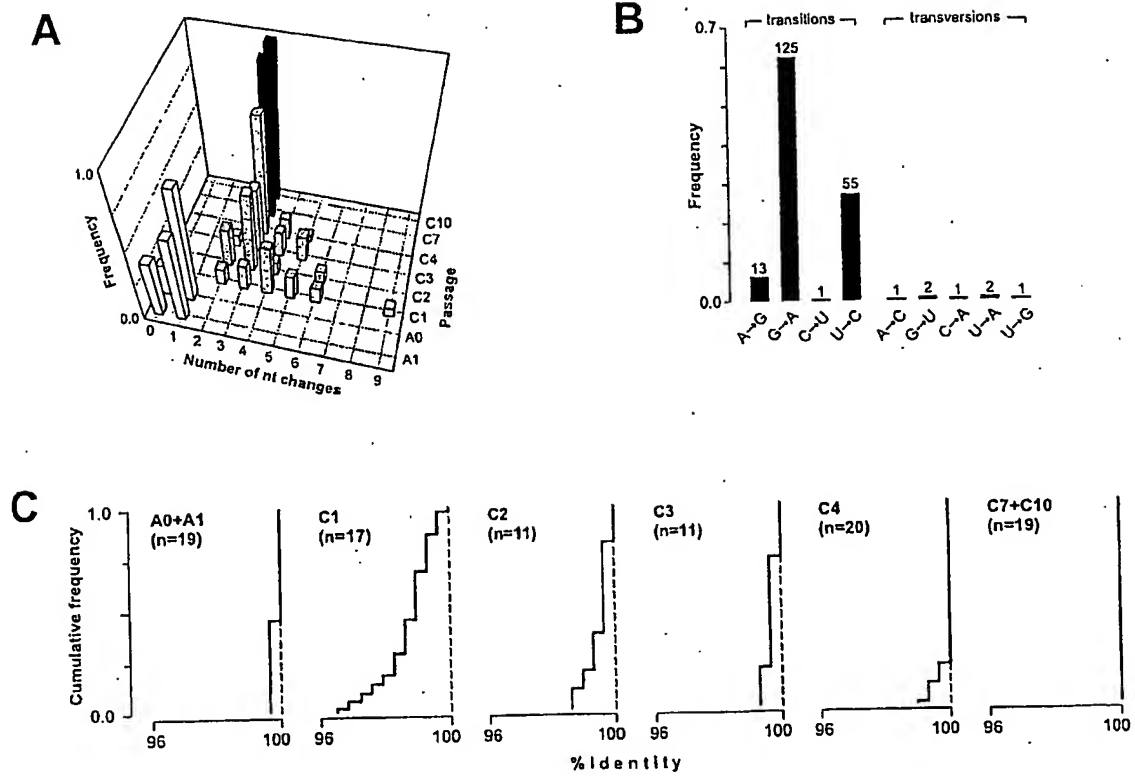 A
1.0
Frequency
0.0
0 1 2 3 4 5 6 7 8 9
Number of nt changes
C10
C7
C4
C3
C2
C1
A0
A1
Passage
B
transitions
transversions
0.7
Frequency
0.0
13
125
1
55
1
2
1
2
1
A→G
G→A
C→U
U→C
A→C
G→U
C→A
U→A
U→G
C
Cumulative frequency
1.0
0.0
A0+A1
(n=19)
C1
(n=17)
C2
(n=11)
C3
(n=11)
C4
(n=20)
C7+C10
(n=19)
96 100
96 100
96 100
96 100
96 100
96 100
% Identity